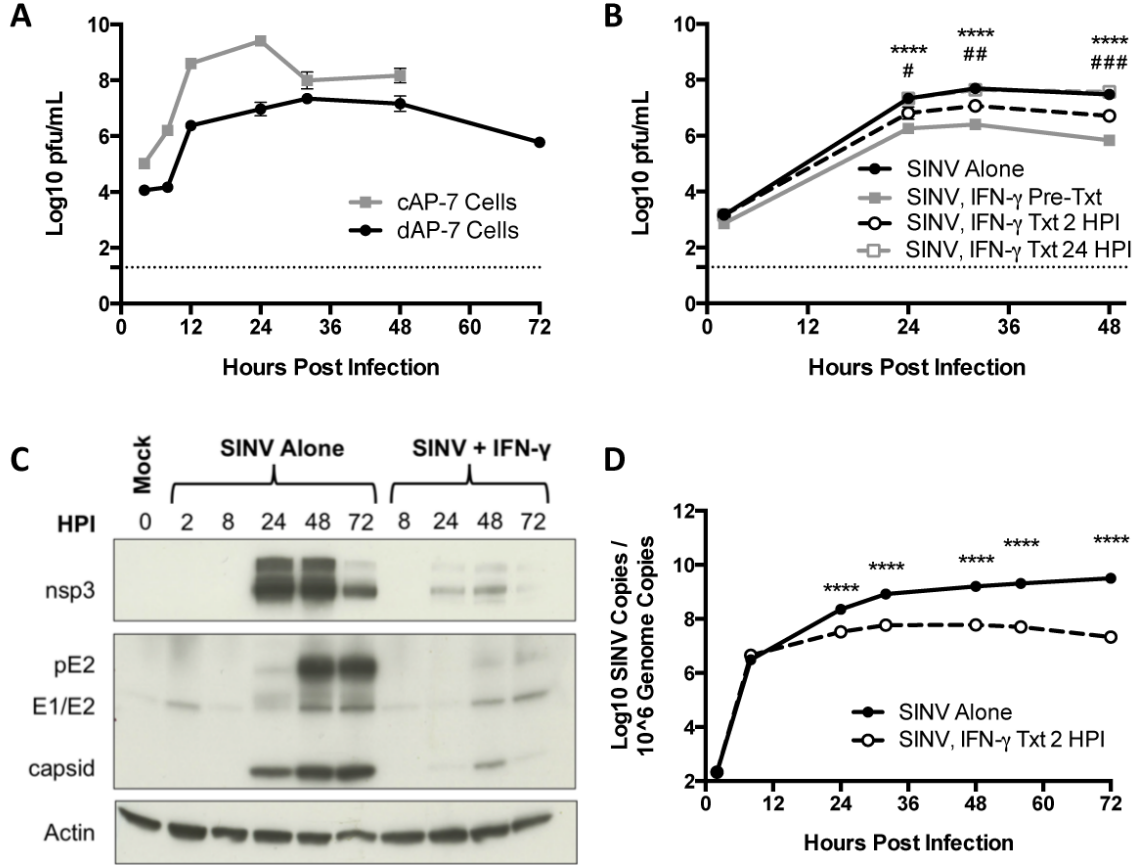 A
10
8
6
4
2
0
Log10 pfu/mL
cAP-7 Cells
dAP-7 Cells
0 12 24 36 48 60 72
Hours Post Infection
B
10
8
6
4
2
0
Log10 pfu/mL
**** **** ****
# ## ###
SINV Alone
SINV, IFN-γ Pre-Txt
SINV, IFN-γ Txt 2 HPI
SINV, IFN-γ Txt 24 HPI
0 12 24 36 48
Hours Post Infection
C
Mock
SINV Alone
SINV + IFN-γ
HPI 0 2 8 24 48 72 8 24 48 72
nsp3
pE2
E1/E2
capsid
Actin
D
12
10
8
6
4
2
Log10 SINV Copies /
10^6 Genome Copies
**** **** **** **** ****
SINV Alone
SINV, IFN-γ Txt 2 HPI
0 12 24 36 48 60 72
Hours Post Infection